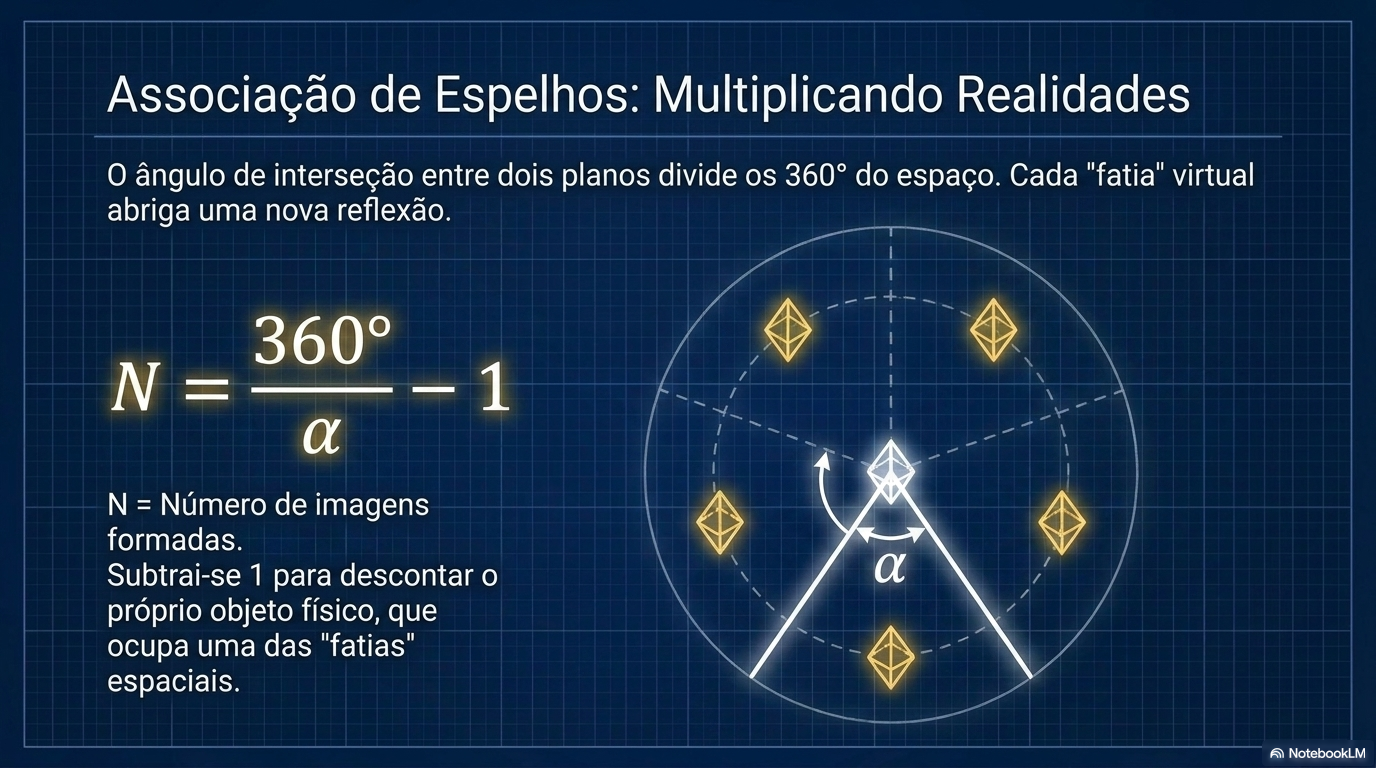 Associação de Espelhos: Multiplicando Realidades
O ângulo de interseção entre dois planos divide os 360° do espaço. Cada "fatia" virtual
abriga uma nova reflexão.
N = 360°/α − 1
N = Número de imagens
formadas.
Subtrai-se 1 para descontar o
próprio objeto físico, que
ocupa uma das "fatias"
espaciais.
α
NotebookLM